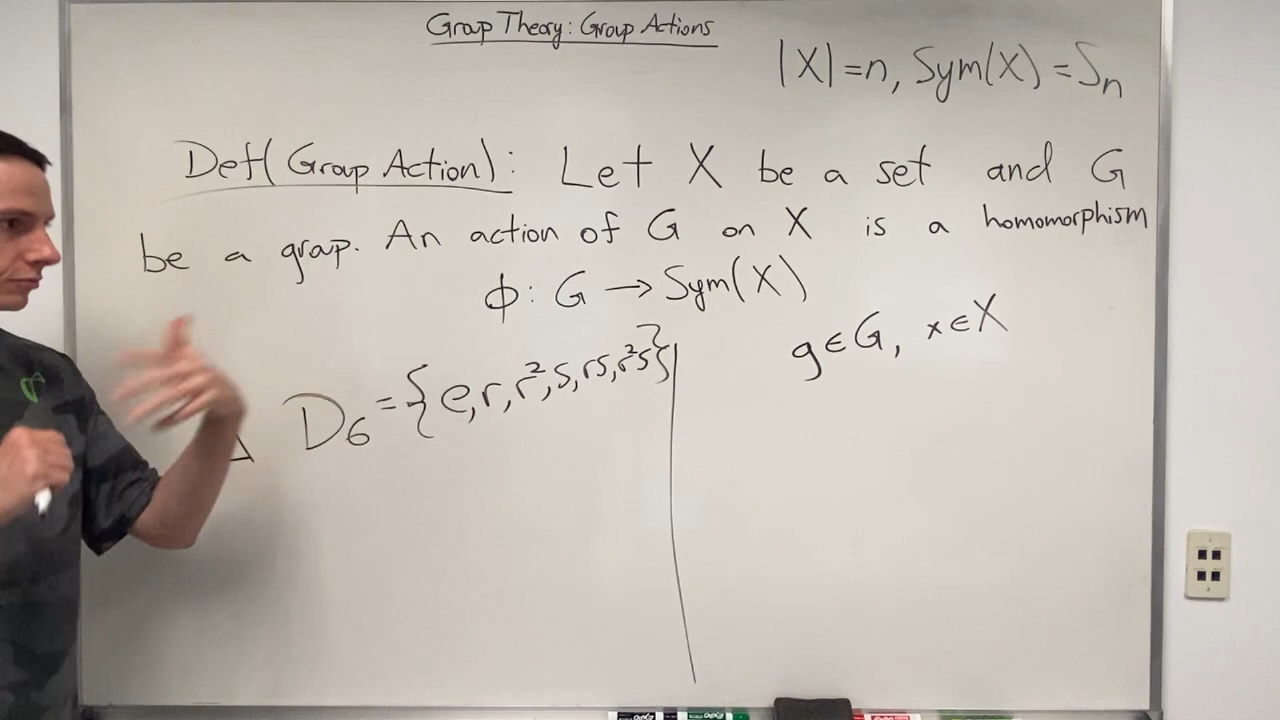 Group Theory: Group Actions
|X|=n, Sym(X) = Sₙ
Def(Group Action): Let X be a set and G
be a group. An action of G on X is a homomorphism
ϕ: G → Sym(X)
D₆ = {e, r, r², s, rs, r²s}
g ∈ G, x ∈ X